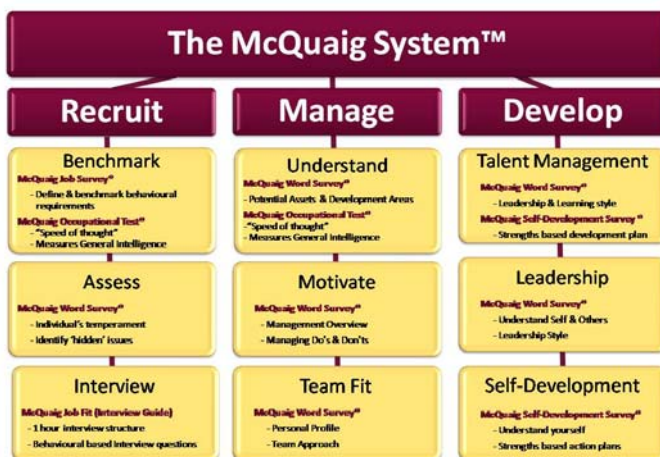 The McQuaig System™
Recruit
Benchmark
McQuaig Job Survey®
- Define & benchmark behavioural
requirements
McQuaig Occupational Test®
- "Speed of thought"
- Measures General Intelligence
Assess
McQuaig Word Survey®
- Individual's temperament
- Identify 'hidden' issues
Interview
McQuaig Job Fit (Interview Guide)
- 1 hour interview structure
- Behavioural based interview questions
Manage
Understand
McQuaig Word Survey®
- Potential Assets & Development Areas
McQuaig Occupational Test®
- "Speed of thought"
- Measures General Intelligence
Motivate
McQuaig Word Survey®
- Management Overview
- Managing Do's & Don'ts
Team Fit
McQuaig Word Survey®
- Personal Profile
- Team Approach
Develop
Talent Management
McQuaig Word Survey®
- Leadership & Learning style
McQuaig Self-Development Survey®
- Strengths based development plan
Leadership
McQuaig Word Survey®
- Understand Self & Others
- Leadership Style
Self-Development
McQuaig Self-Development Survey®
- Understand yourself
- Strengths based action plans